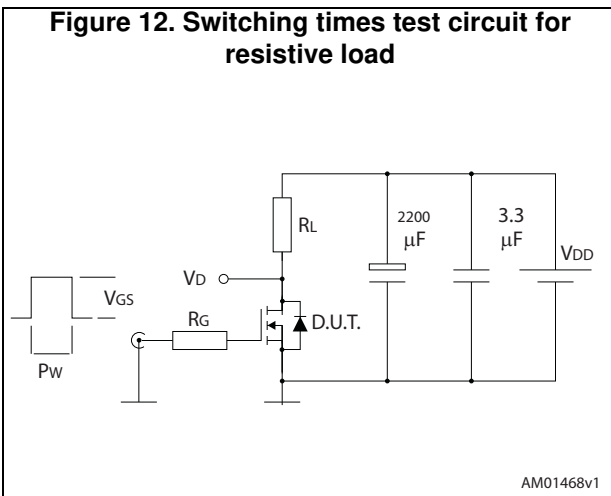 Figure 12. Switching times test circuit for
resistive load
RL
2200
μF
3.3
μF
VDD
VD
VGS
RG
D.U.T.
PW
AM01468v1